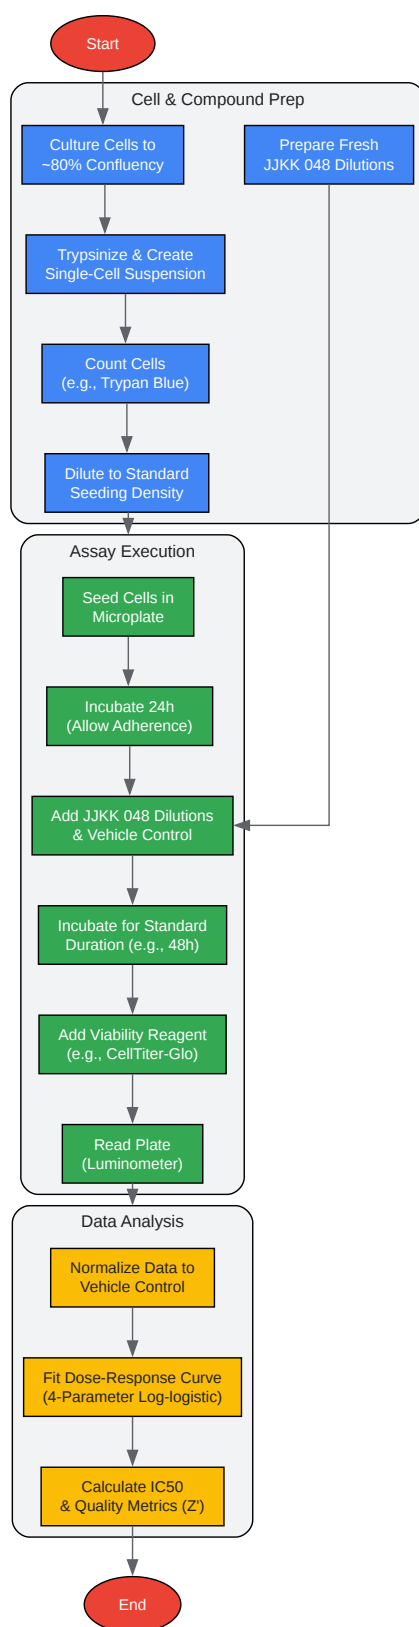 Start
Cell & Compound Prep
Culture Cells to
~80% Confluency
Prepare Fresh
JJKK 048 Dilutions
Trypsinize & Create
Single-Cell Suspension
Count Cells
(e.g., Trypan Blue)
Dilute to Standard
Seeding Density
Assay Execution
Seed Cells in
Microplate
Incubate 24h
(Allow Adherence)
Add JJKK 048 Dilutions
& Vehicle Control
Incubate for Standard
Duration (e.g., 48h)
Add Viability Reagent
(e.g., CellTiter-Glo)
Read Plate
(Luminometer)
Data Analysis
Normalize Data to
Vehicle Control
Fit Dose-Response Curve
(4-Parameter Log-logistic)
Calculate IC50
& Quality Metrics (Z')
End